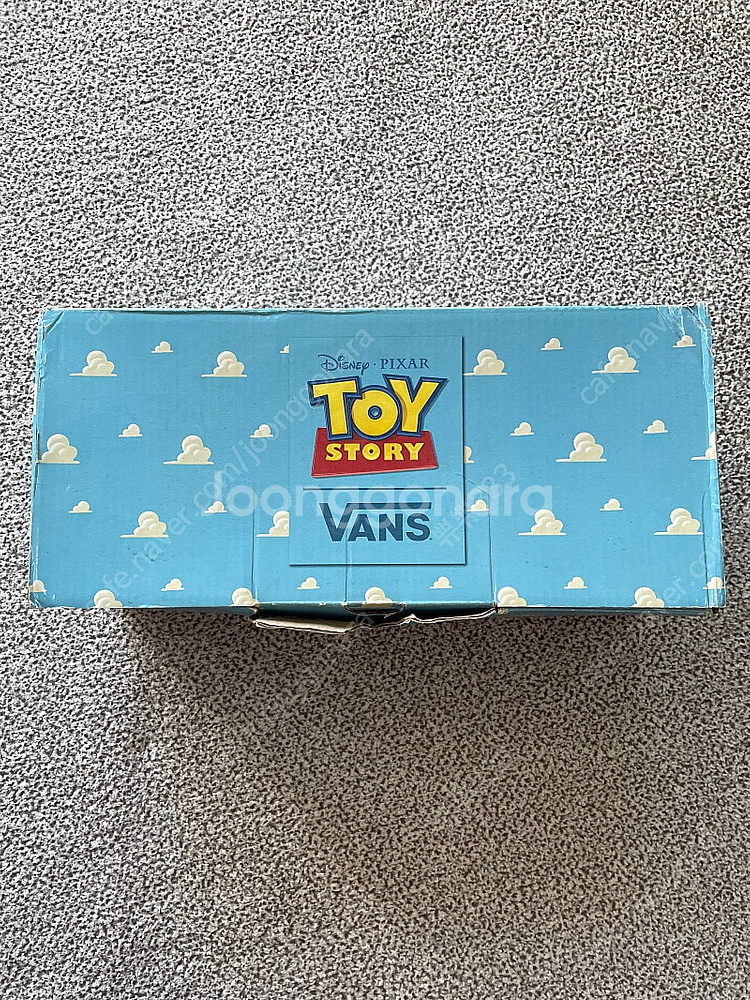 Disney · PIXAR
TOY
STORY
Joonggonara
VANS